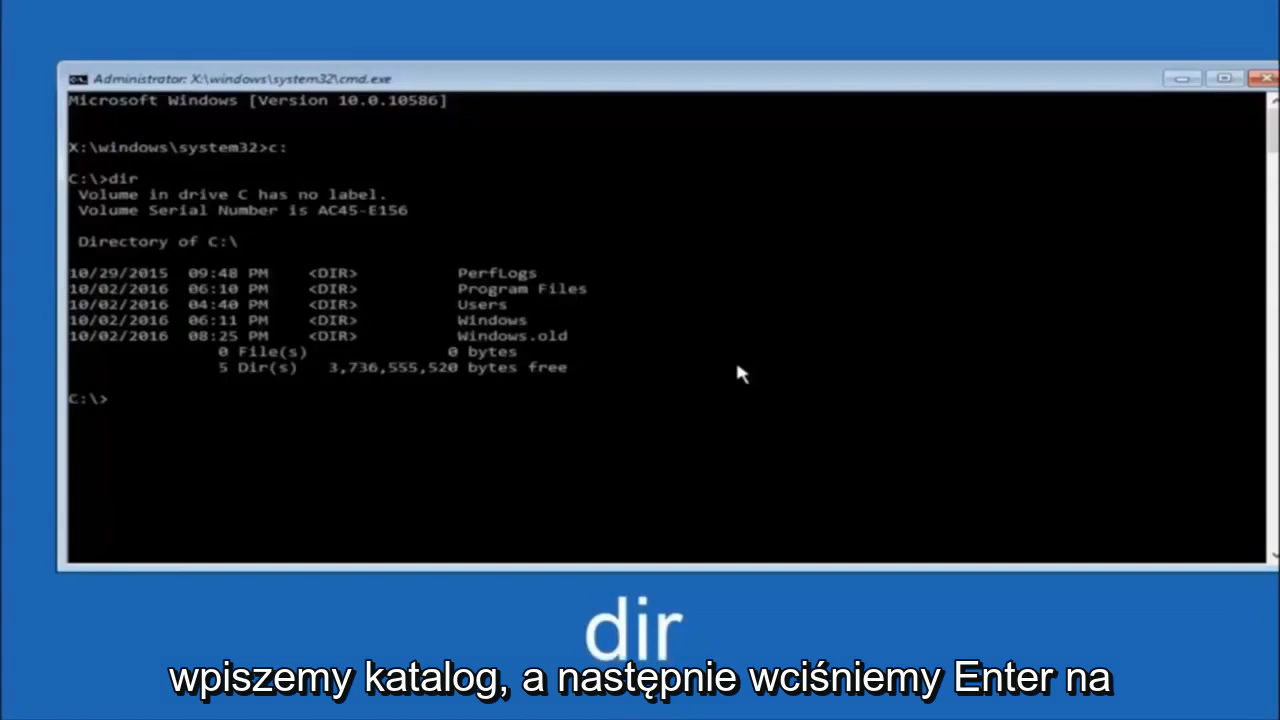 Administrator: X:\windows\system32\cmd.exe
Microsoft Windows [Version 10.0.10586]
X:\windows\system32>c:
C:\>dir
Volume in drive C has no label.
Volume Serial Number is AC45-E156
Directory of C:\
10/29/2015 09:48 PM <DIR> PerfLogs
10/02/2016 06:10 PM <DIR> Program Files
10/02/2016 04:40 PM <DIR> Users
10/02/2016 06:11 PM <DIR> Windows
10/02/2016 08:25 PM <DIR> Windows.old
0 File(s) 0 bytes
5 Dir(s) 3,736,555,520 bytes free
C:\>
dir
wpiszemy katalog, a następnie wciśniemy Enter na